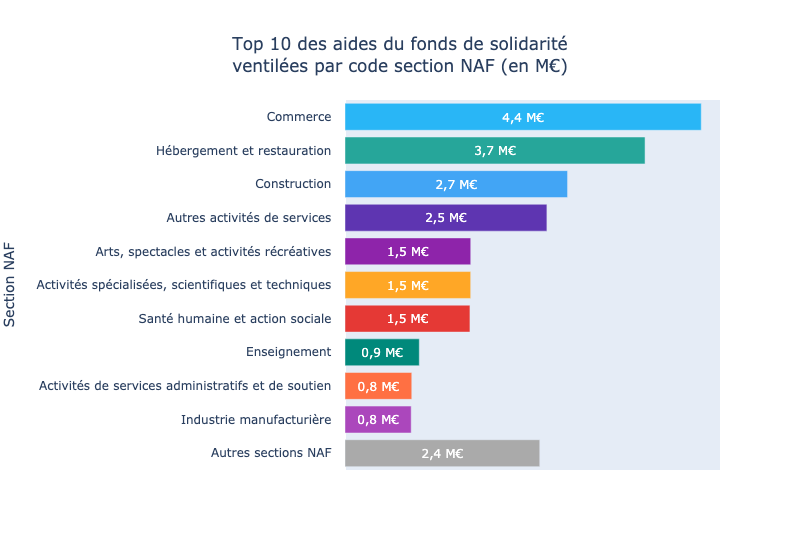 Top 10 des aides du fonds de solidarité
ventilées par code section NAF (en M€)
Section NAF
Commerce 4,4 M€
Hébergement et restauration 3,7 M€
Construction 2,7 M€
Autres activités de services 2,5 M€
Arts, spectacles et activités récréatives 1,5 M€
Activités spécialisées, scientifiques et techniques 1,5 M€
Santé humaine et action sociale 1,5 M€
Enseignement 0,9 M€
Activités de services administratifs et de soutien 0,8 M€
Industrie manufacturière 0,8 M€
Autres sections NAF 2,4 M€